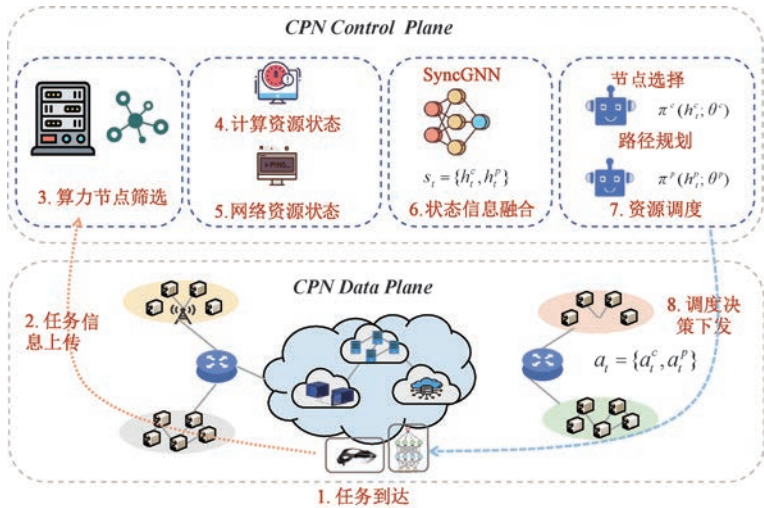 CPN Control Plane
SyncGNN
节点选择
π^c(h_t^c; θ^c)
路径规划
π^p(h_t^p; θ^p)
4. 计算资源状态
>PING...
s_t = {h_t^c, h_t^p}
3. 算力节点筛选
5. 网络资源状态
6. 状态信息融合
7. 资源调度
CPN Data Plane
2. 任务信
息上传
8. 调度决
策下发
a_t = {a_t^c, a_t^p}
1. 任务到达